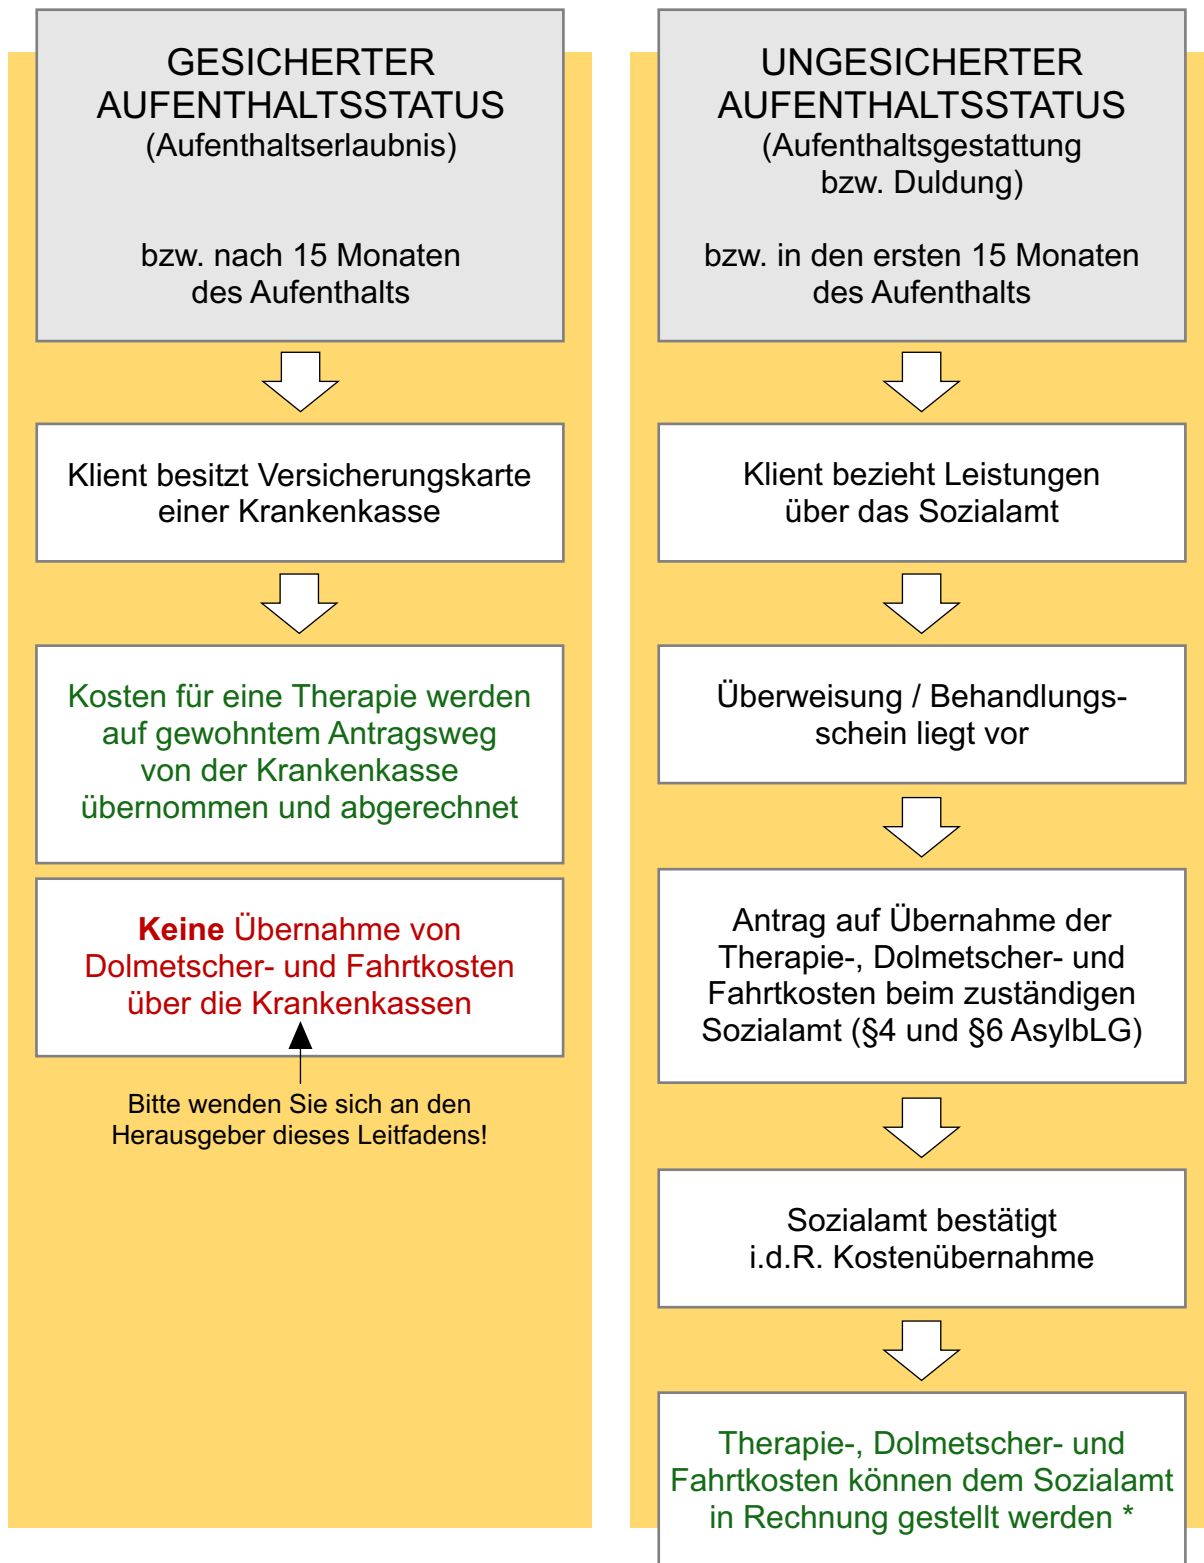 GESICHERTER
AUFENTHALTSSTATUS
(Aufenthaltserlaubnis)
bzw. nach 15 Monaten
des Aufenthalts
Klient besitzt Versicherungskarte
einer Krankenkasse
Kosten für eine Therapie werden
auf gewohntem Antragsweg
von der Krankenkasse
übernommen und abgerechnet
Keine Übernahme von
Dolmetscher- und Fahrtkosten
über die Krankenkassen
Bitte wenden Sie sich an den
Herausgeber dieses Leitfadens!
UNGESICHERTER
AUFENTHALTSSTATUS
(Aufenthaltsgestattung
bzw. Duldung)
bzw. in den ersten 15 Monaten
des Aufenthalts
Klient bezieht Leistungen
über das Sozialamt
Überweisung / Behandlungs-
schein liegt vor
Antrag auf Übernahme der
Therapie-, Dolmetscher- und
Fahrtkosten beim zuständigen
Sozialamt (§4 und §6 AsylbLG)
Sozialamt bestätigt
i.d.R. Kostenübernahme
Therapie-, Dolmetscher- und
Fahrtkosten können dem Sozialamt
in Rechnung gestellt werden *